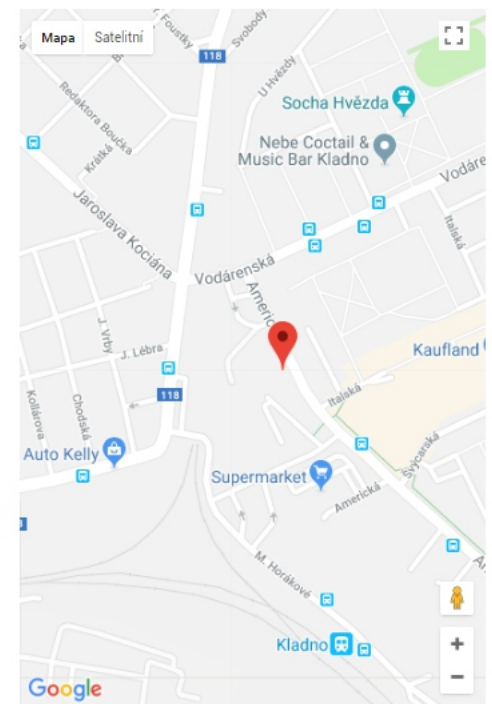 Mapa
Satelitní
Foustky
Svobody
118
U Hvězdy
Redaktora Boučka
Krátká
Socha Hvězda
Nebe Coctail &
Music Bar Kladno
Vodáre
Italská
Jaroslava Kociána
Vodárenská
Americ
J. Vrby
J. Lébra
Kaufland
118
Italská
Kollárova
Chodská
Auto Kelly
Supermarket
Švýcarská
Americká
M. Horákové
Kladno
Google